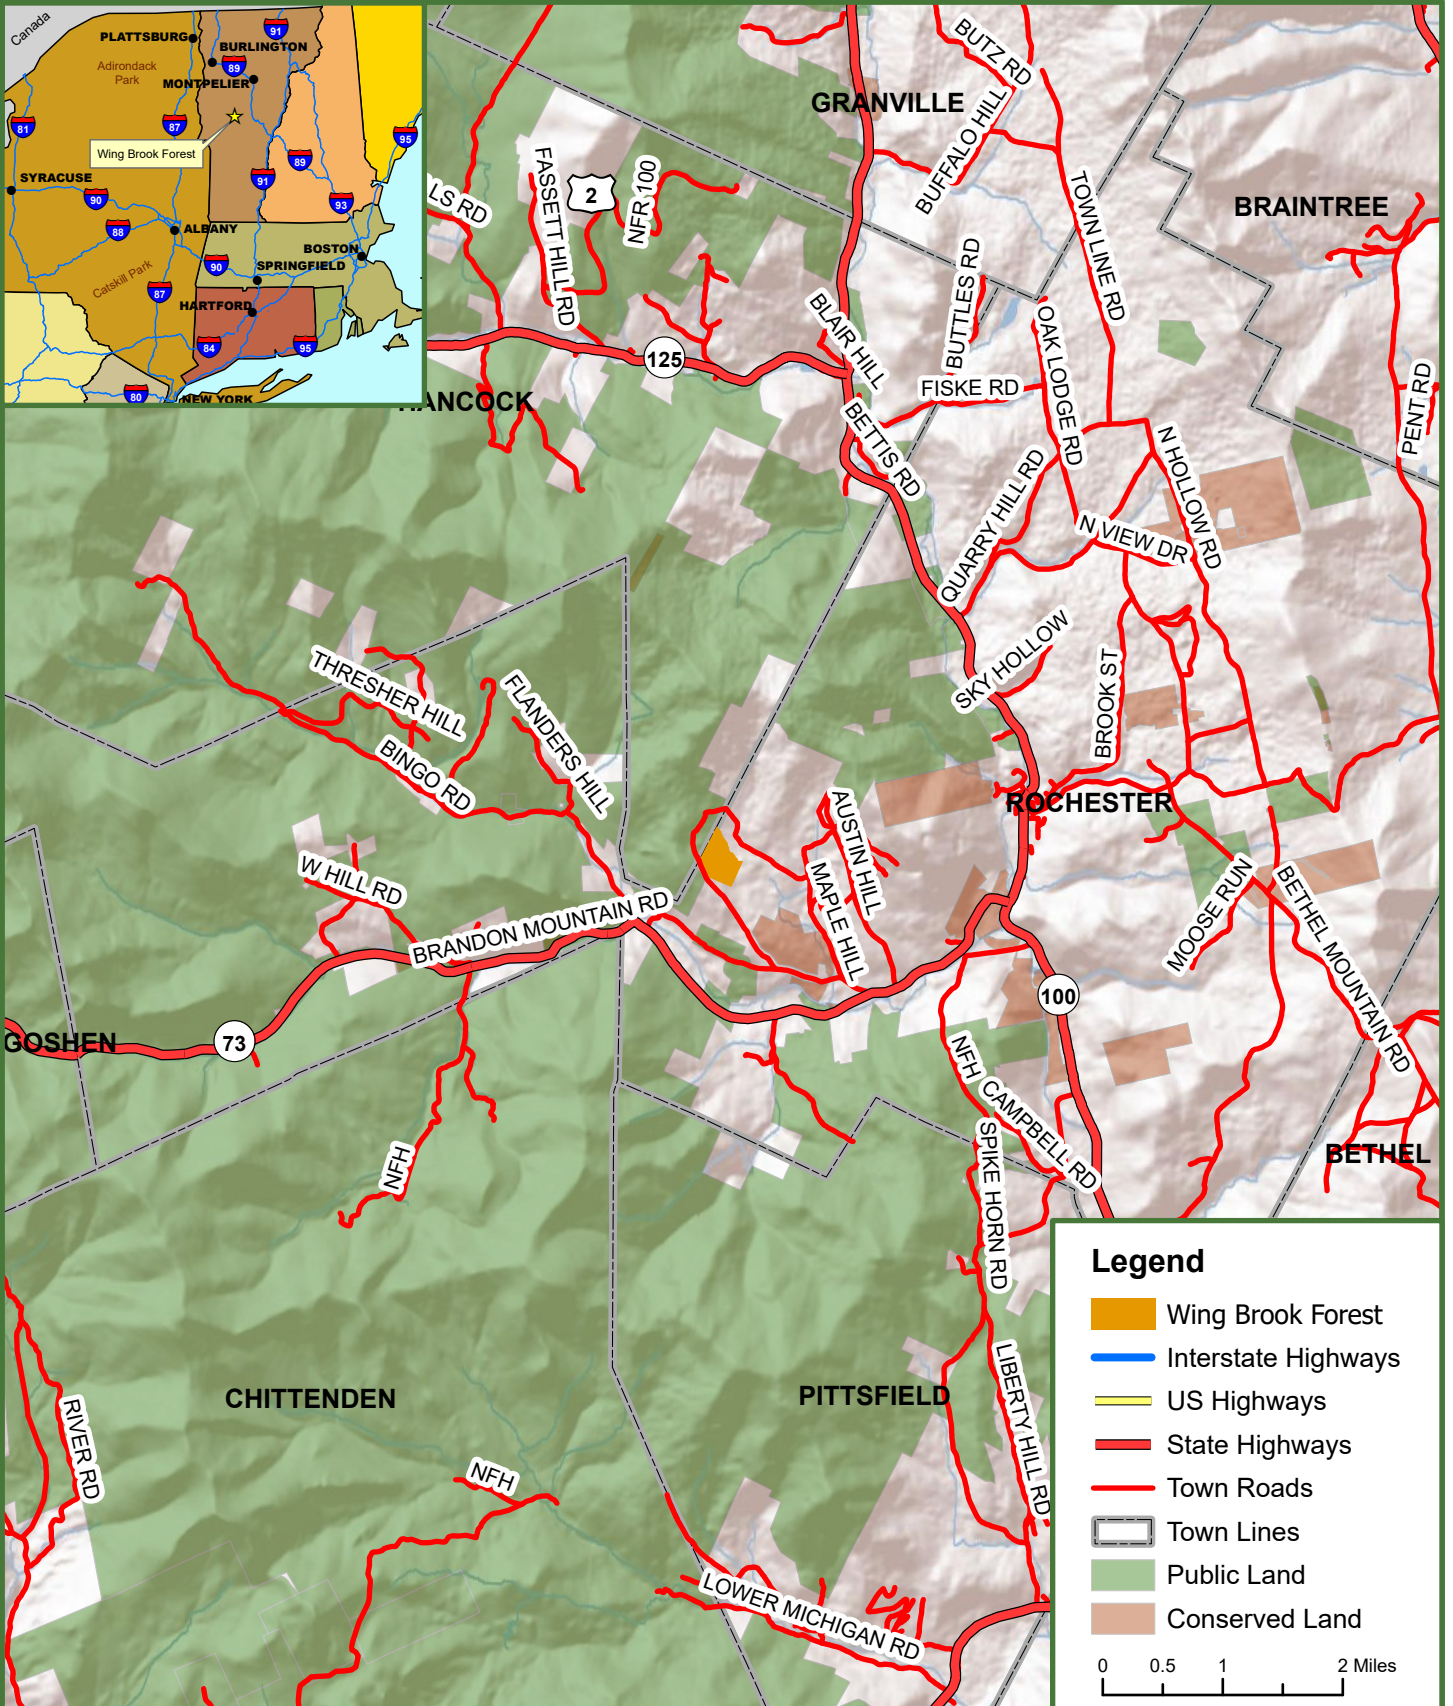 Canada
PLATTSBURG
91
BURLINGTON
89
Adirondack
Park
MONTPELIER
81
87
95
Wing Brook Forest
89
SYRACUSE
91
90
93
88
ALBANY
BOSTON
90
SPRINGFIELD
Catskill Park
87
HARTFORD
84
95
80
NEW YORK
BUTZ RD
GRANVILLE
BUFFALO HILL
FASSETT HILL RD
2
NFR 100
LS RD
TOWN LINE RD
BRAINTREE
BUTTLES RD
BLAIR HILL
OAK LODGE RD
125
FISKE RD
HANCOCK
PENT RD
BETTIS RD
N HOLLOW RD
QUARRY HILL RD
N VIEW DR
SKY HOLLOW
THRESHER HILL
FLANDERS HILL
BROOK ST
BINGO RD
ROCHESTER
AUSTIN HILL
MAPLE HILL
W HILL RD
MOOSE RUN
BETHEL MOUNTAIN RD
BRANDON MOUNTAIN RD
100
GOSHEN
73
NFH
CAMPBELL RD
NFH
SPIKE HORN RD
BETHEL
CHITTENDEN
PITTSFIELD
LIBERTY HILL RD
RIVER RD
NFH
LOWER MICHIGAN RD
Legend
Wing Brook Forest
Interstate Highways
US Highways
State Highways
Town Roads
Town Lines
Public Land
Conserved Land
0 0.5 1 2 Miles